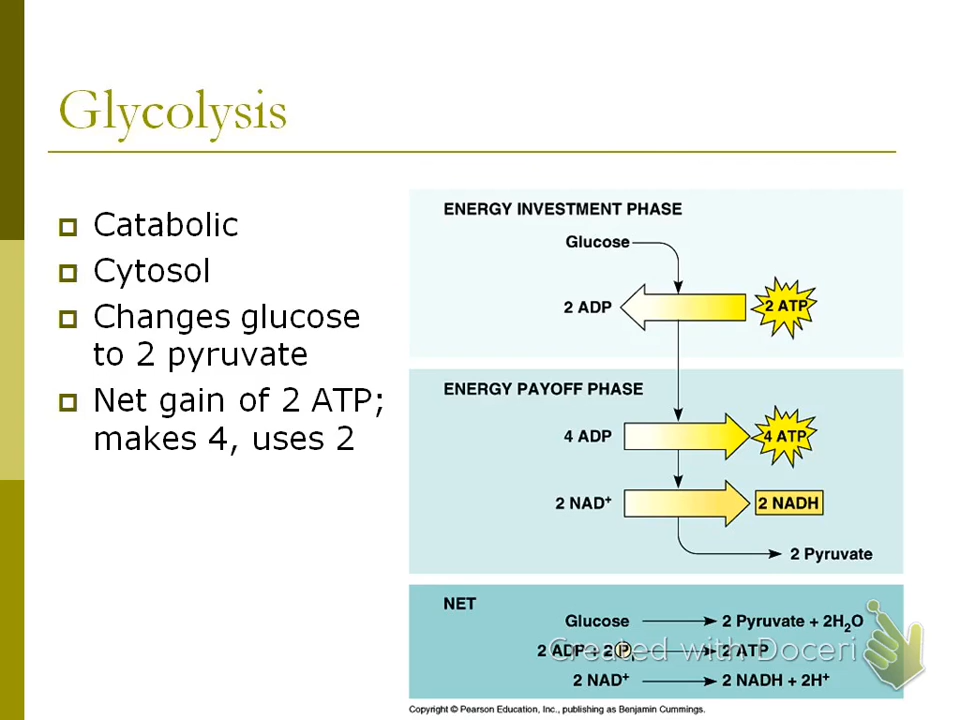 Glycolysis
Catabolic
Cytosol
Changes glucose
to 2 pyruvate
Net gain of 2 ATP;
makes 4, uses 2
ENERGY INVESTMENT PHASE
Glucose
2 ADP
2 ATP
ENERGY PAYOFF PHASE
4 ADP
4 ATP
2 NAD⁺
2 NADH
2 Pyruvate
NET
Glucose → 2 Pyruvate + 2H₂O
2 ADP + 2 Pᵢ → 2 ATP
2 NAD⁺ → 2 NADH + 2H⁺
Created with Doceri
Copyright © Pearson Education, Inc., publishing as Benjamin Cummings.